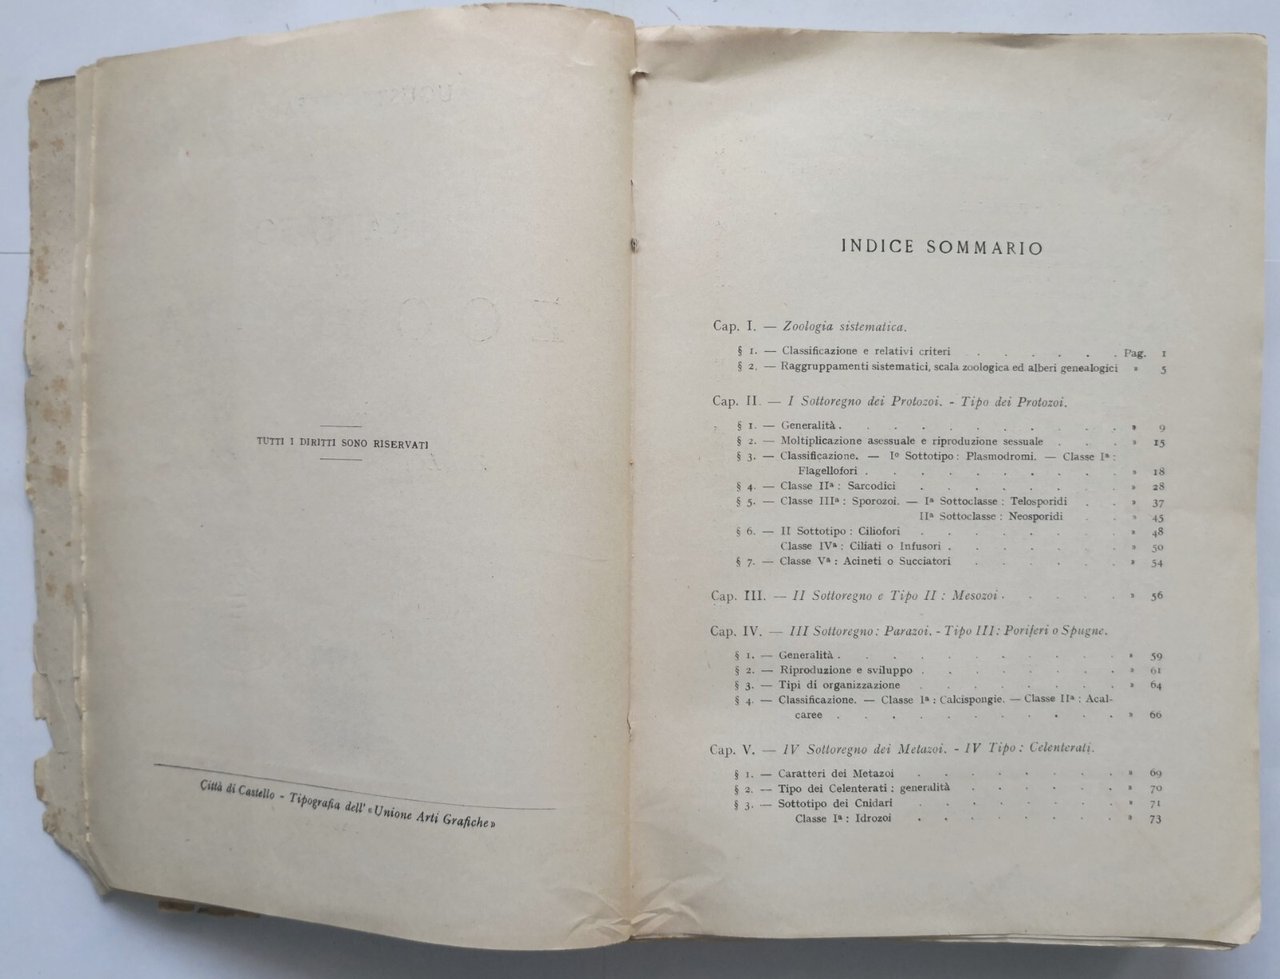 TUTTI I DIRITTI SONO RISERVATI
Città di Castello - Tipografia dell' «Unione Arti Grafiche»
INDICE SOMMARIO
Cap. I. — Zoologia sistematica.
§ 1. — Classificazione e relativi criteri . . . . . . Pag. 1
§ 2. — Raggruppamenti sistematici, scala zoologica ed alberi genealogici » 5
Cap. II. — I Sottoregno dei Protozoi. - Tipo dei Protozoi.
§ 1. — Generalità . . . . . . . . . . . » 9
§ 2. — Moltiplicazione asessuale e riproduzione sessuale . . . » 15
§ 3. — Classificazione. — Iº Sottotipo : Plasmodromi. — Classe Iª :
Flagellofori . . . . . . . . . . » 18
§ 4. — Classe IIª : Sarcodici . . . . . . . . » 28
§ 5. — Classe IIIª : Sporozoi. — Iª Sottoclasse : Telosporidi . . » 37
IIª Sottoclasse : Neosporidi . . » 45
§ 6. — II Sottotipo : Ciliofori . . . . . . . . » 48
Classe IVª : Ciliati o Infusori . . . . . . . » 50
§ 7. — Classe Vª : Acineti o Succiatori . . . . . . » 54
Cap. III. — II Sottoregno e Tipo II : Mesozoi . . . . . » 56
Cap. IV. — III Sottoregno : Parazoi. - Tipo III : Poriferi o Spugne.
§ 1. — Generalità . . . . . . . . . . . » 59
§ 2. — Riproduzione e sviluppo . . . . . . . . » 61
§ 3. — Tipi di organizzazione . . . . . . . . » 64
§ 4. — Classificazione. — Classe Iª : Calcispongie. — Classe IIª : Acal-
caree . . . . . . . . . . . » 66
Cap. V. — IV Sottoregno dei Metazoi. - IV Tipo : Celenterati.
§ 1. — Caratteri dei Metazoi . . . . . . . . » 69
§ 2. — Tipo dei Celenterati : generalità . . . . . . » 70
§ 3. — Sottotipo dei Cnidari . . . . . . . . » 71
Classe Iª : Idrozoi . . . . . . . . » 73